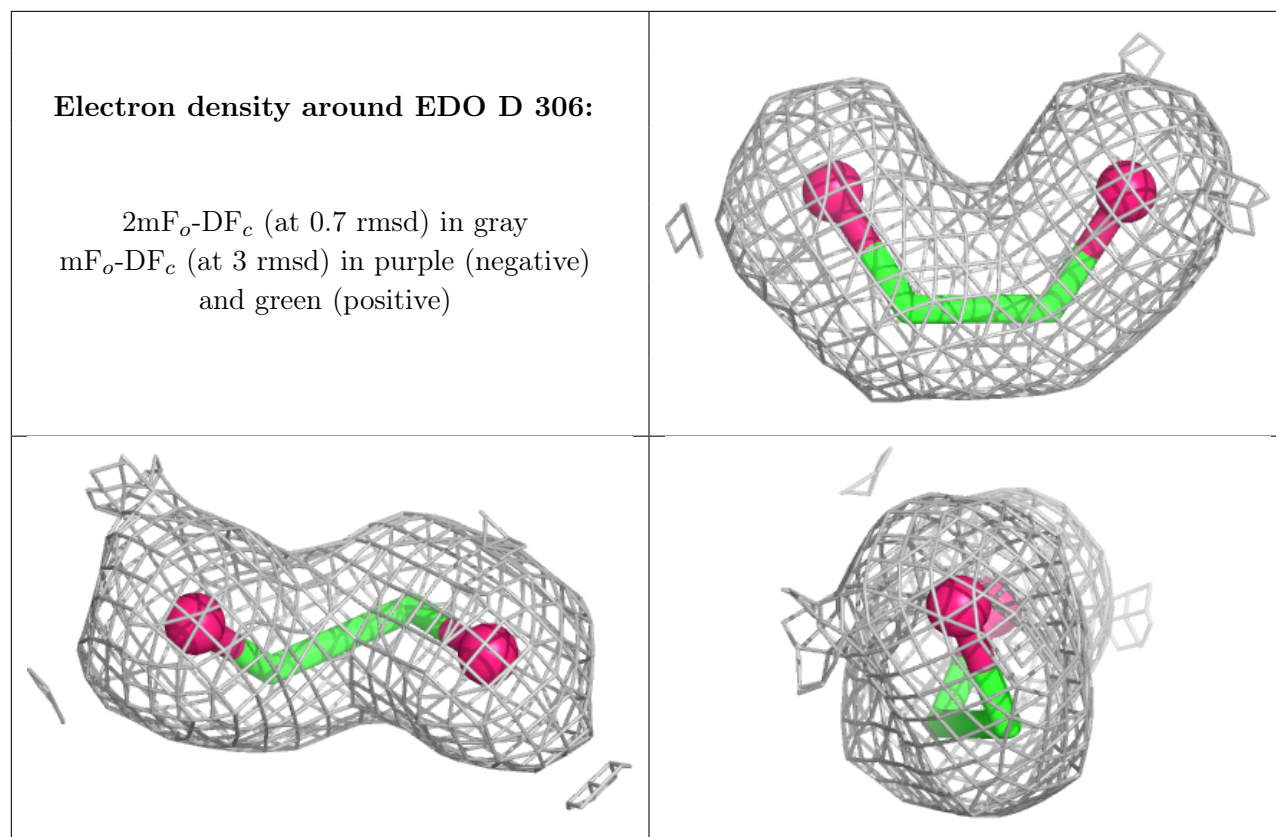 Electron density around EDO D 306:
2mFo-DFc (at 0.7 rmsd) in gray
mFo-DFc (at 3 rmsd) in purple (negative)
and green (positive)